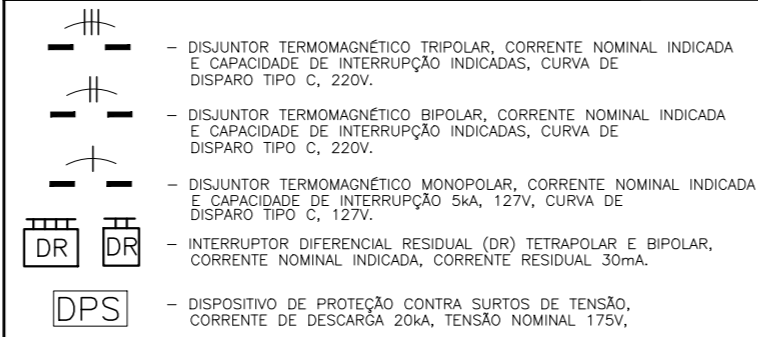 – DISJUNTOR TERMOMAGNÉTICO TRIPOLAR, CORRENTE NOMINAL INDICADA
E CAPACIDADE DE INTERRUPÇÃO INDICADAS, CURVA DE
DISPARO TIPO C, 220V.
– DISJUNTOR TERMOMAGNÉTICO BIPOLAR, CORRENTE NOMINAL INDICADA
E CAPACIDADE DE INTERRUPÇÃO INDICADAS, CURVA DE
DISPARO TIPO C, 220V.
– DISJUNTOR TERMOMAGNÉTICO MONOPOLAR, CORRENTE NOMINAL INDICADA
E CAPACIDADE DE INTERRUPÇÃO 5kA, 127V, CURVA DE
DISPARO TIPO C, 127V.
DR DR – INTERRUPTOR DIFERENCIAL RESIDUAL (DR) TETRAPOLAR E BIPOLAR,
CORRENTE NOMINAL INDICADA, CORRENTE RESIDUAL 30mA.
DPS – DISPOSITIVO DE PROTEÇÃO CONTRA SURTOS DE TENSÃO,
CORRENTE DE DESCARGA 20kA, TENSÃO NOMINAL 175V,